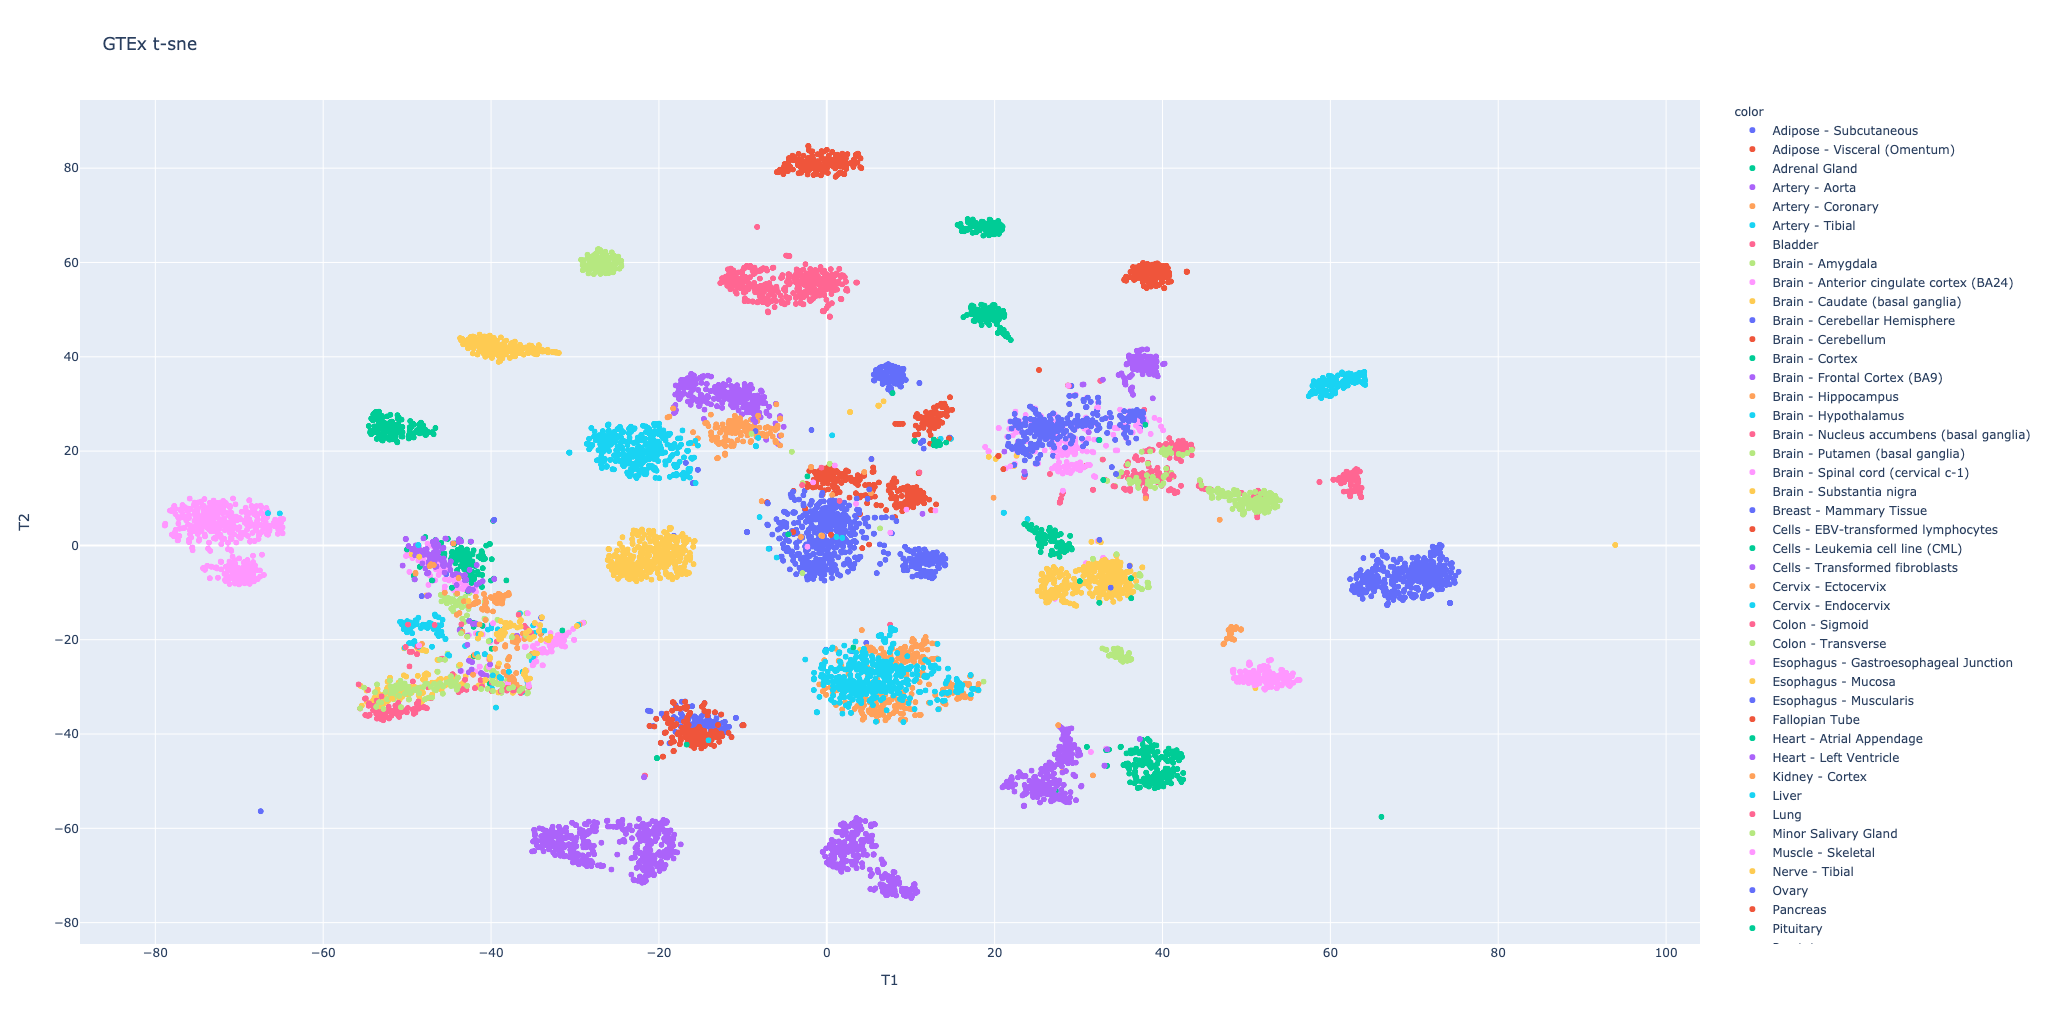 GTEx t-sne
color
Adipose - Subcutaneous
Adipose - Visceral (Omentum)
Adrenal Gland
Artery - Aorta
Artery - Coronary
Artery - Tibial
Bladder
Brain - Amygdala
Brain - Anterior cingulate cortex (BA24)
Brain - Caudate (basal ganglia)
Brain - Cerebellar Hemisphere
Brain - Cerebellum
Brain - Cortex
Brain - Frontal Cortex (BA9)
Brain - Hippocampus
Brain - Hypothalamus
Brain - Nucleus accumbens (basal ganglia)
Brain - Putamen (basal ganglia)
Brain - Spinal cord (cervical c-1)
Brain - Substantia nigra
Breast - Mammary Tissue
Cells - EBV-transformed lymphocytes
Cells - Leukemia cell line (CML)
Cells - Transformed fibroblasts
Cervix - Ectocervix
Cervix - Endocervix
Colon - Sigmoid
Colon - Transverse
Esophagus - Gastroesophageal Junction
Esophagus - Mucosa
Esophagus - Muscularis
Fallopian Tube
Heart - Atrial Appendage
Heart - Left Ventricle
Kidney - Cortex
Liver
Lung
Minor Salivary Gland
Muscle - Skeletal
Nerve - Tibial
Ovary
Pancreas
Pituitary
80
60
40
20
0
−20
−40
−60
−80
T2
−80 −60 −40 −20 0 20 40 60 80 100
T1